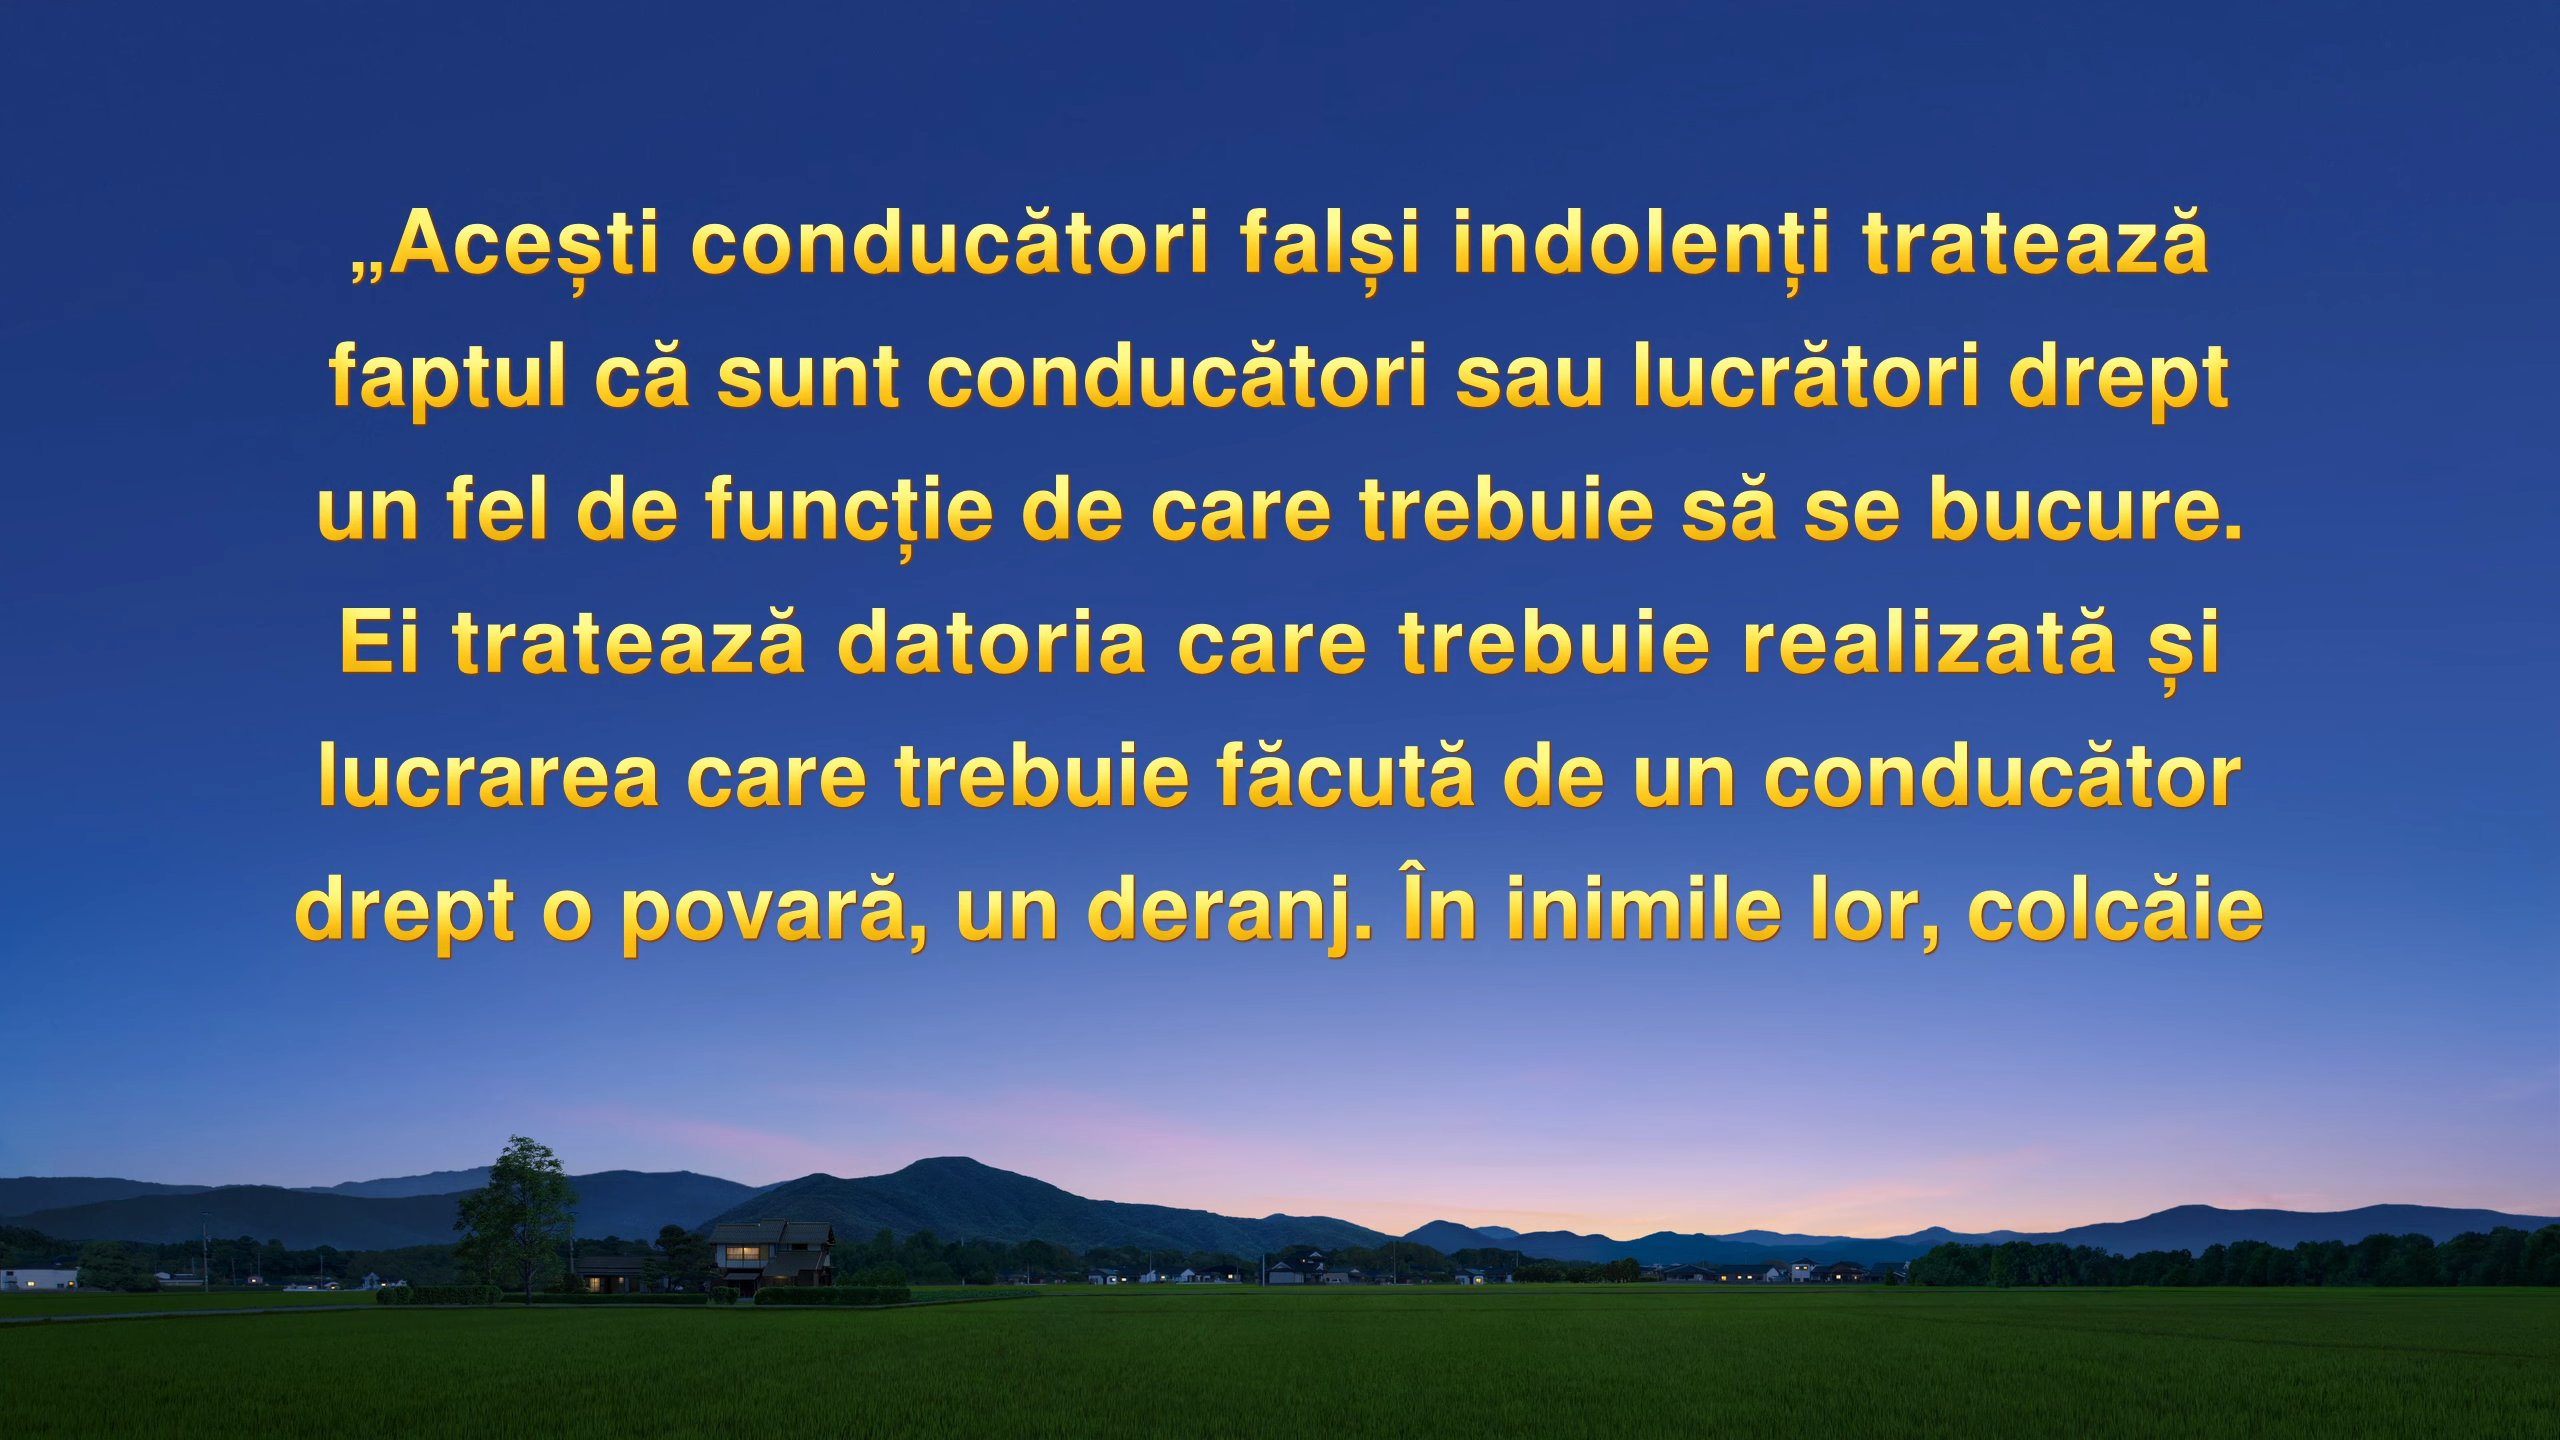 „Acești conducători falși indolenți tratează
faptul că sunt conducători sau lucrători drept
un fel de funcție de care trebuie să se bucure.
Ei tratează datoria care trebuie realizată și
lucrarea care trebuie făcută de un conducător
drept o povară, un deranj. În inimile lor, colcăie